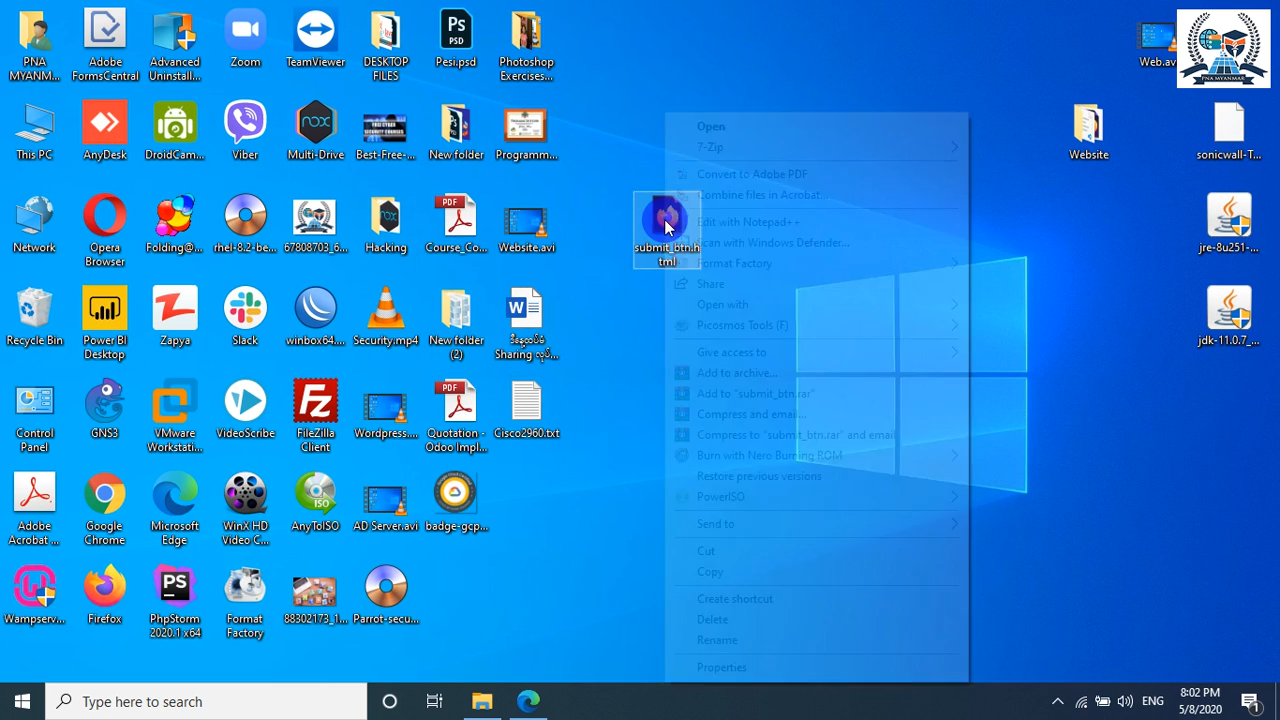 PNA
MYANM...
Adobe
FormsCentral
Advanced
Uninstall...
Zoom
TeamViewer
DESKTOP
FILES
Pesi.psd
Photoshop
Exercises...
Web.av
PNA MYANMAR
This PC
AnyDesk
DroidCam...
Viber
Multi-Drive
Best-Free-...
New folder
Programm...
Website
sonicwall-T...
Network
Opera
Browser
Folding@...
rhel-8.2-be...
67808703_6...
Hacking
Course_Co...
Website.avi
submit_btn.h
tml
jre-8u251-...
Recycle Bin
Power BI
Desktop
Zapya
Slack
winbox64....
Security.mp4
New folder
(2)
Sharing လုပ်...
jdk-11.0.7_...
Control
Panel
GNS3
VMware
Workstati...
VideoScribe
FileZilla
Client
Wordpress....
Quotation -
Odoo Impl...
Cisco2960.txt
Adobe
Acrobat ...
Google
Chrome
Microsoft
Edge
WinX HD
Video C...
AnyToISO
AD Server.avi
badge-gcp...
Wampserv...
Firefox
PhpStorm
2020.1 x64
Format
Factory
88302173_1...
Parrot-secu...
Open
7-Zip
Convert to Adobe PDF
Combine files in Acrobat...
Edit with Notepad++
Scan with Windows Defender...
Format Factory
Share
Open with
Picosmos Tools (F)
Give access to
Add to archive...
Add to "submit_btn.rar"
Compress and email...
Compress to "submit_btn.rar" and email
Burn with Nero Burning ROM
Restore previous versions
PowerISO
Send to
Cut
Copy
Create shortcut
Delete
Rename
Properties
Type here to search
ENG
8:02 PM
5/8/2020
1